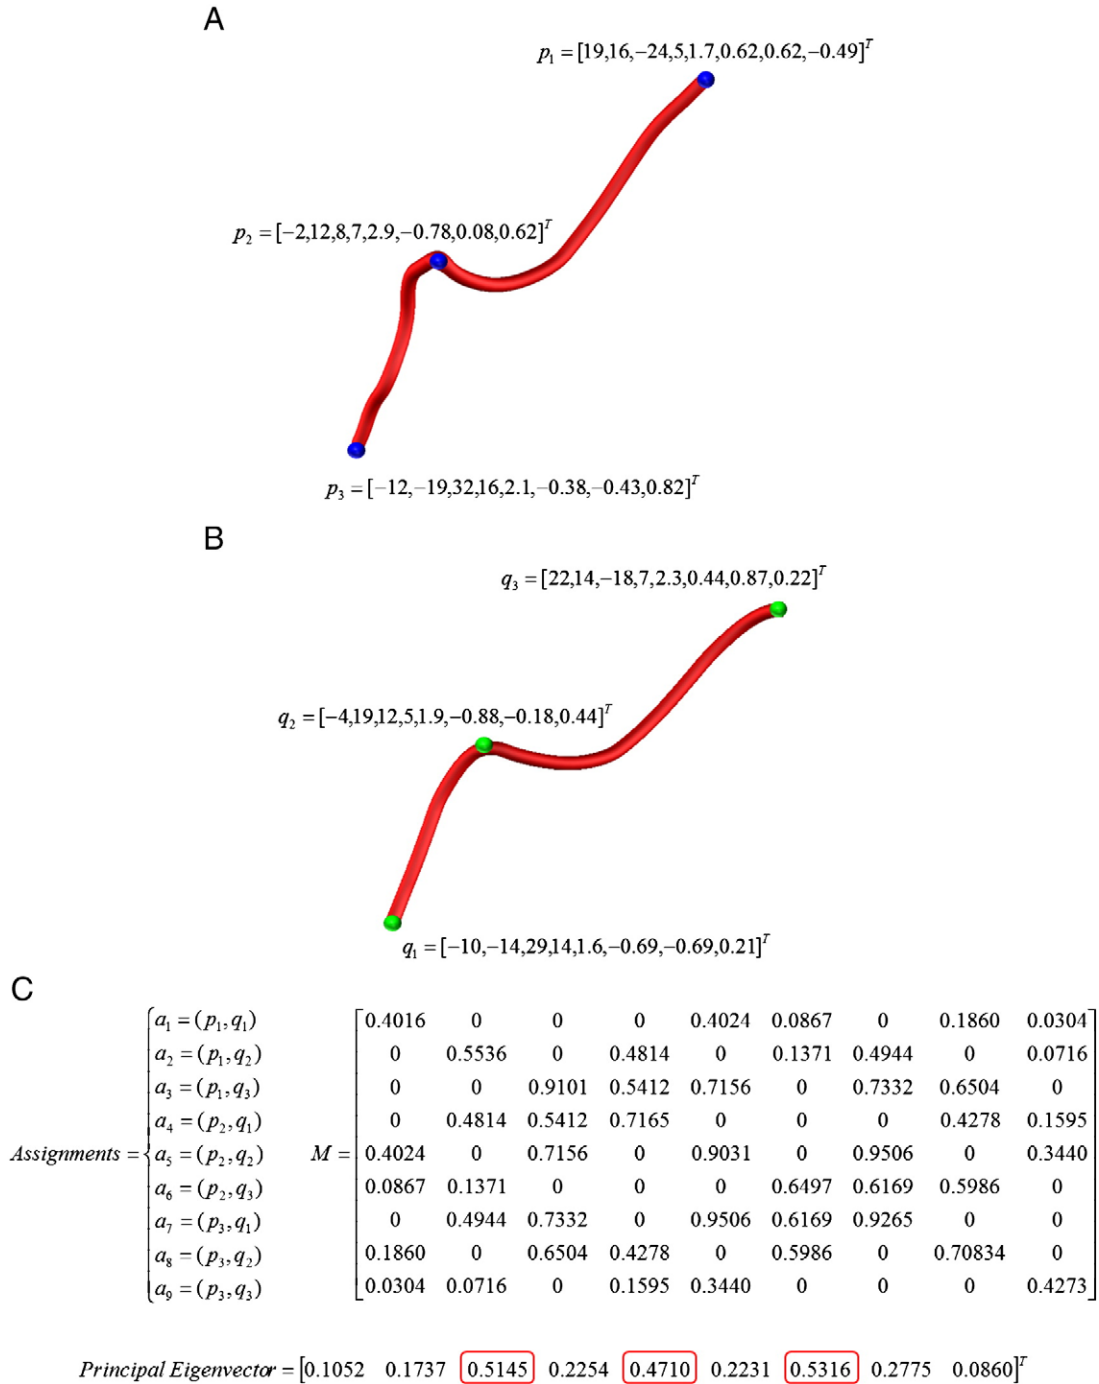 A
p1 = [19,16,−24,5,1.7,0.62,0.62,−0.49]^T
p2 = [−2,12,8,7,2.9,−0.78,0.08,0.62]^T
p3 = [−12,−19,32,16,2.1,−0.38,−0.43,0.82]^T
B
q3 = [22,14,−18,7,2.3,0.44,0.87,0.22]^T
q2 = [−4,19,12,5,1.9,−0.88,−0.18,0.44]^T
q1 = [−10,−14,29,14,1.6,−0.69,−0.69,0.21]^T
C
a1 = (p1,q1) 0.4016 0 0 0 0.4024 0.0867 0 0.1860 0.0304
a2 = (p1,q2) 0 0.5536 0 0.4814 0 0.1371 0.4944 0 0.0716
a3 = (p1,q3) 0 0 0.9101 0.5412 0.7156 0 0.7332 0.6504 0
a4 = (p2,q1) 0 0.4814 0.5412 0.7165 0 0 0 0.4278 0.1595
Assignments = a5 = (p2,q2) M = 0.4024 0 0.7156 0 0.9031 0 0.9506 0 0.3440
a6 = (p2,q3) 0.0867 0.1371 0 0 0 0.6497 0.6169 0.5986 0
a7 = (p3,q1) 0 0.4944 0.7332 0 0.9506 0.6169 0.9265 0 0
a8 = (p3,q2) 0.1860 0 0.6504 0.4278 0 0.5986 0 0.70834 0
a9 = (p3,q3) 0.0304 0.0716 0 0.1595 0.3440 0 0 0 0.4273
Principal Eigenvector = [0.1052 0.1737 0.5145 0.2254 0.4710 0.2231 0.5316 0.2775 0.0860]^T